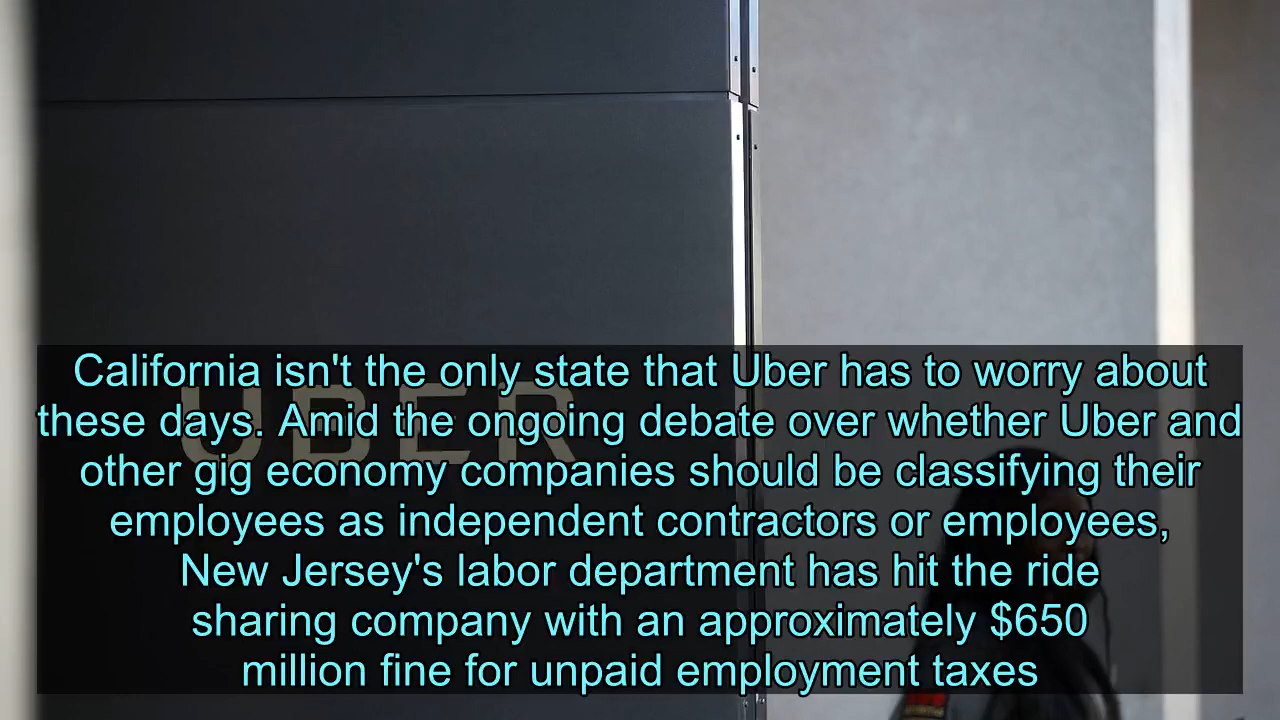 California isn't the only state that Uber has to worry about
these days. Amid the ongoing debate over whether Uber and
other gig economy companies should be classifying their
employees as independent contractors or employees,
New Jersey's labor department has hit the ride
sharing company with an approximately $650
million fine for unpaid employment taxes
UBER